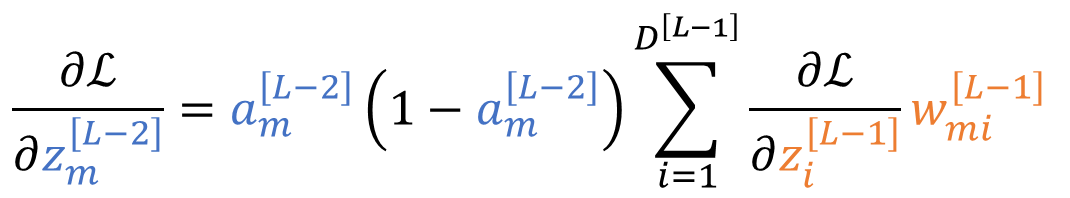 ∂ℒ/∂z_m^[L−2] = a_m^[L−2] (1 − a_m^[L−2]) ∑_{i=1}^{D^[L−1]} ∂ℒ/∂z_i^[L−1] w_{mi}^[L−1]